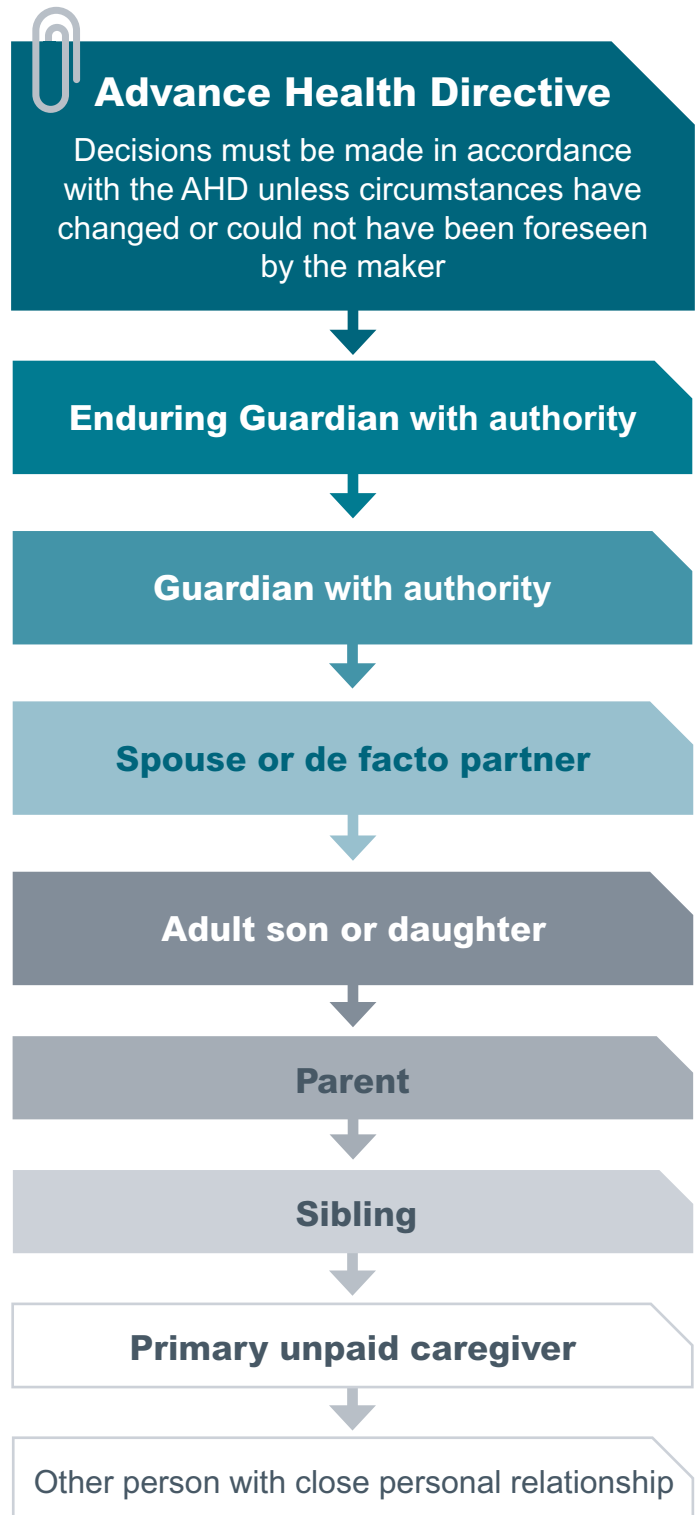 Advance Health Directive
Decisions must be made in accordance
with the AHD unless circumstances have
changed or could not have been foreseen
by the maker
Enduring Guardian with authority
Guardian with authority
Spouse or de facto partner
Adult son or daughter
Parent
Sibling
Primary unpaid caregiver
Other person with close personal relationship